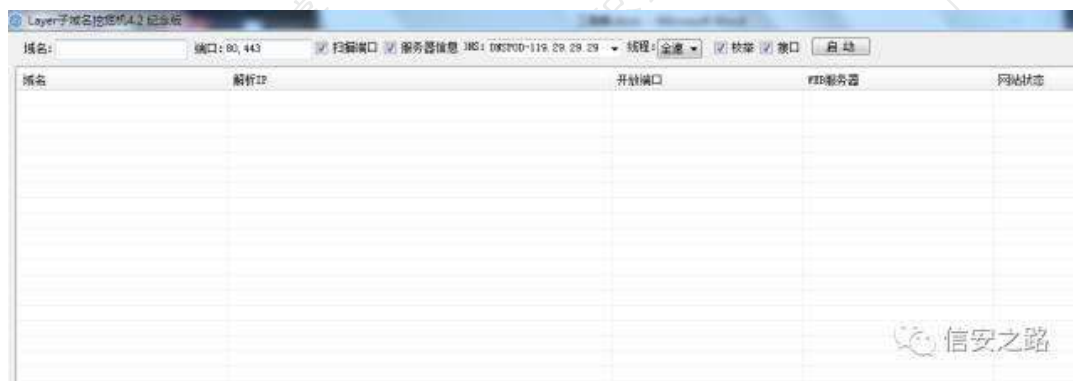 Layer子域名挖掘机4.2 纪念版
域名: 端口: 80,443 扫描端口 服务器信息 DNS: DNSPOD-119.29.29.29 线程: 全速 枚举 接口 启动
域名 解析IP 开放端口 WEB服务器 网站状态
信安之路